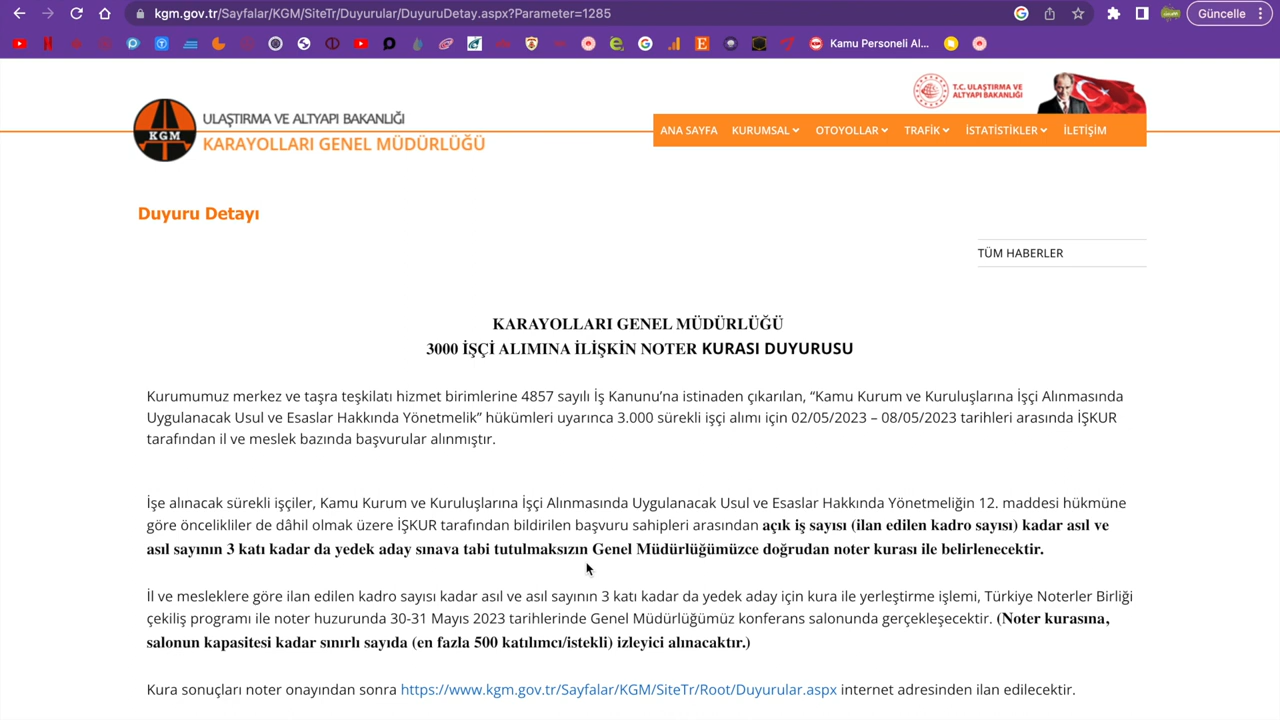 kgm.gov.tr/Sayfalar/KGM/SiteTr/Duyurular/DuyuruDetay.aspx?Parameter=1285
Güncelle
Kamu Personeli Al...
T.C. ULAŞTIRMA VE
ALTYAPI BAKANLIĞI
KGM
ULAŞTIRMA VE ALTYAPI BAKANLIĞI
KARAYOLLARI GENEL MÜDÜRLÜĞÜ
ANA SAYFA KURUMSAL OTOYOLLAR TRAFİK İSTATİSTİKLER İLETİŞİM
Duyuru Detayı
TÜM HABERLER
KARAYOLLARI GENEL MÜDÜRLÜĞÜ
3000 İŞÇİ ALIMINA İLİŞKİN NOTER KURASI DUYURUSU
Kurumumuz merkez ve taşra teşkilatı hizmet birimlerine 4857 sayılı İş Kanunu’na istinaden çıkarılan, “Kamu Kurum ve Kuruluşlarına İşçi Alınmasında
Uygulanacak Usul ve Esaslar Hakkında Yönetmelik” hükümleri uyarınca 3.000 sürekli işçi alımı için 02/05/2023 – 08/05/2023 tarihleri arasında İŞKUR
tarafından il ve meslek bazında başvurular alınmıştır.
İşe alınacak sürekli işçiler, Kamu Kurum ve Kuruluşlarına İşçi Alınmasında Uygulanacak Usul ve Esaslar Hakkında Yönetmeliğin 12. maddesi hükmüne
göre öncelikliler de dâhil olmak üzere İŞKUR tarafından bildirilen başvuru sahipleri arasından açık iş sayısı (ilan edilen kadro sayısı) kadar asıl ve
asıl sayının 3 katı kadar da yedek aday sınava tabi tutulmaksızın Genel Müdürlüğümüzce doğrudan noter kurası ile belirlenecektir.
İl ve mesleklere göre ilan edilen kadro sayısı kadar asıl ve asıl sayının 3 katı kadar da yedek aday için kura ile yerleştirme işlemi, Türkiye Noterler Birliği
çekiliş programı ile noter huzurunda 30-31 Mayıs 2023 tarihlerinde Genel Müdürlüğümüz konferans salonunda gerçekleşecektir. (Noter kurasına,
salonun kapasitesi kadar sınırlı sayıda (en fazla 500 katılımcı/istekli) izleyici alınacaktır.)
Kura sonuçları noter onayından sonra https://www.kgm.gov.tr/Sayfalar/KGM/SiteTr/Root/Duyurular.aspx internet adresinden ilan edilecektir.